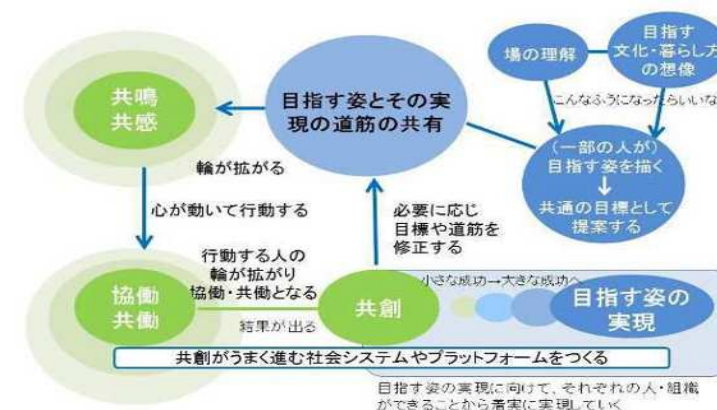 場の理解
目指す
文化・暮らし方
の想像
こんなふうになったらいいな
(一部の人が)
目指す姿を描く
↓
共通の目標として
提案する
目指す姿とその実
現の道筋の共有
共鳴
共感
輪が拡がる
心が動いて行動する
協働
共働
行動する人の
輪が拡がり
協働・共働となる
結果が出る
共創
必要に応じ
目標や道筋を
修正する
小さな成功→大きな成功へ
目指す姿の
実現
共創がうまく進む社会システムやプラットフォームをつくる
目指す姿の実現に向けて、それぞれの人・組織
ができることから着実に実現していく